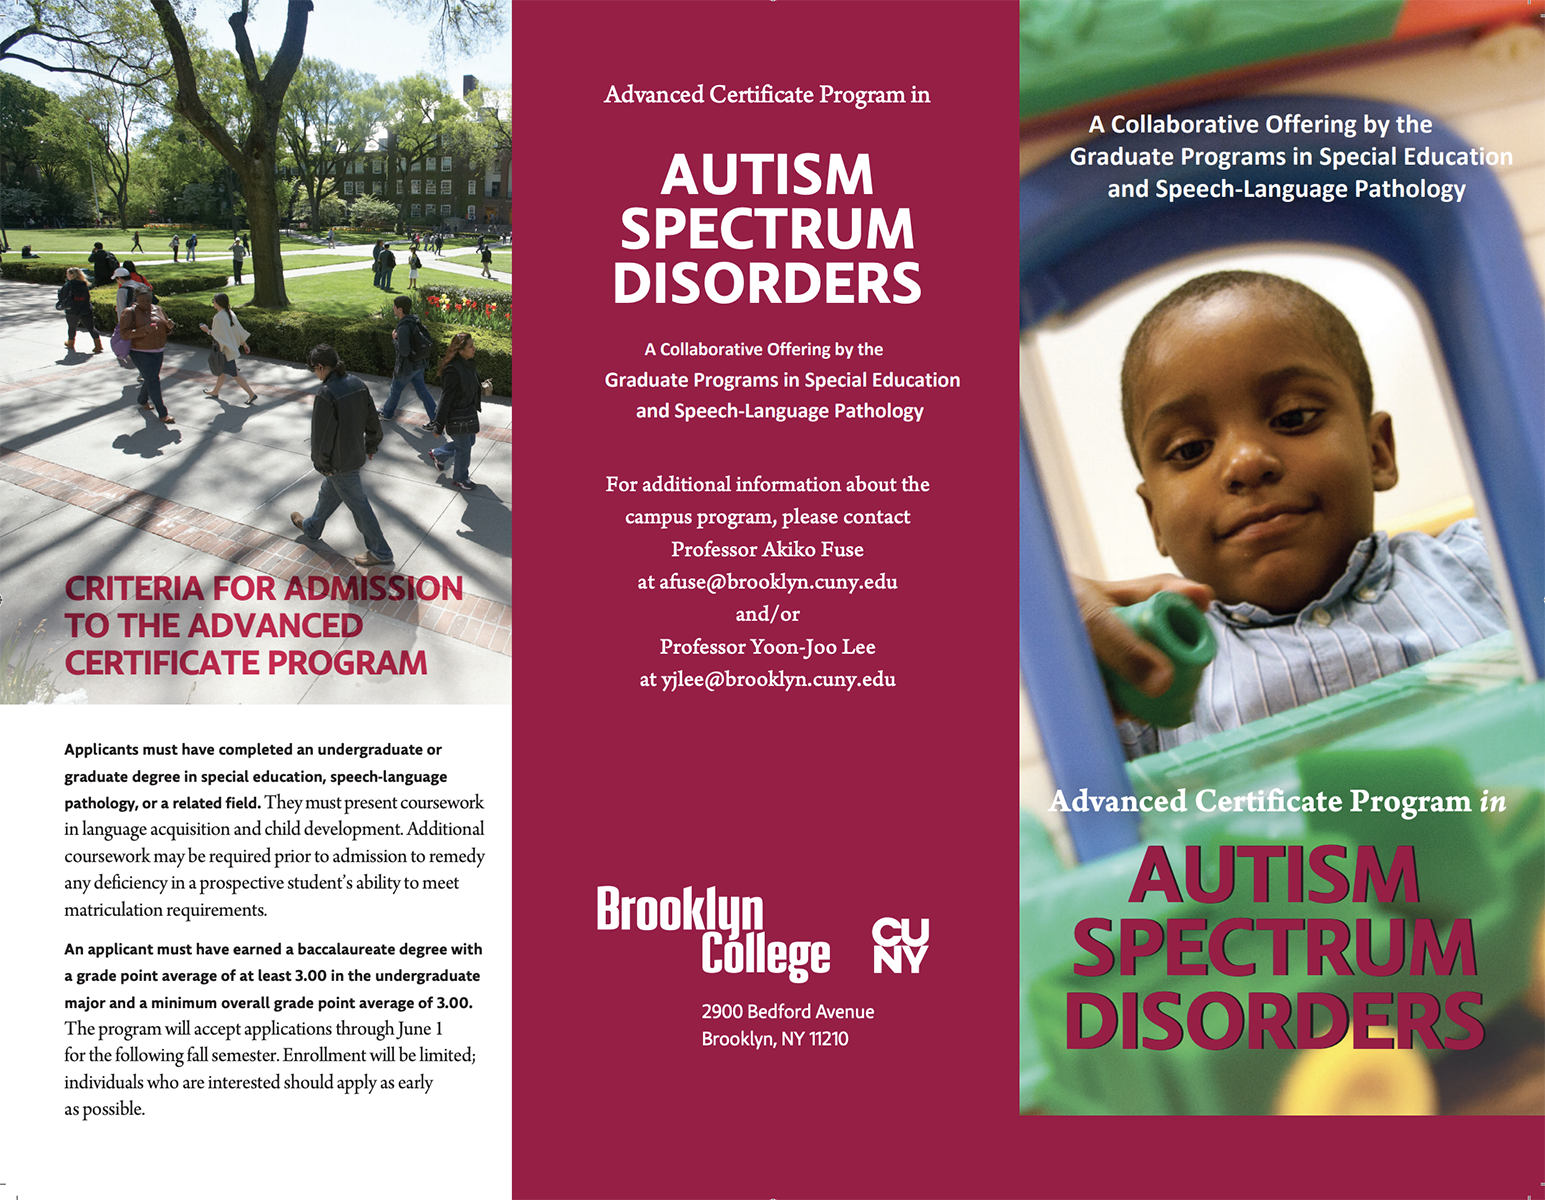 CRITERIA FOR ADMISSION
TO THE ADVANCED
CERTIFICATE PROGRAM
Applicants must have completed an undergraduate or
graduate degree in special education, speech-language
pathology, or a related field. They must present coursework
in language acquisition and child development. Additional
coursework may be required prior to admission to remedy
any deficiency in a prospective student’s ability to meet
matriculation requirements.
An applicant must have earned a baccalaureate degree with
a grade point average of at least 3.00 in the undergraduate
major and a minimum overall grade point average of 3.00.
The program will accept applications through June 1
for the following fall semester. Enrollment will be limited;
individuals who are interested should apply as early
as possible.
Advanced Certificate Program in
AUTISM
SPECTRUM
DISORDERS
A Collaborative Offering by the
Graduate Programs in Special Education
and Speech-Language Pathology
For additional information about the
campus program, please contact
Professor Akiko Fuse
at afuse@brooklyn.cuny.edu
and/or
Professor Yoon-Joo Lee
at yjlee@brooklyn.cuny.edu
Brooklyn
College
CU
NY
2900 Bedford Avenue
Brooklyn, NY 11210
A Collaborative Offering by the
Graduate Programs in Special Education
and Speech-Language Pathology
Advanced Certificate Program in
AUTISM
SPECTRUM
DISORDERS